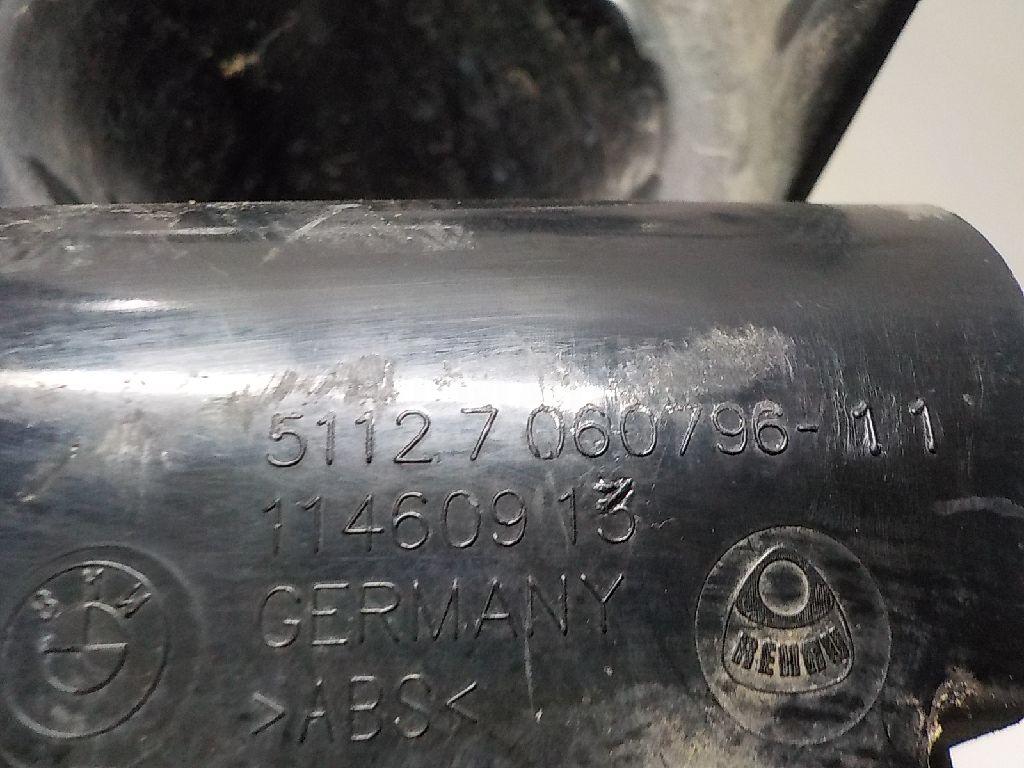 5112 7 060796-11
11460913
GERMANY
>ABS<
BMW
REHAU